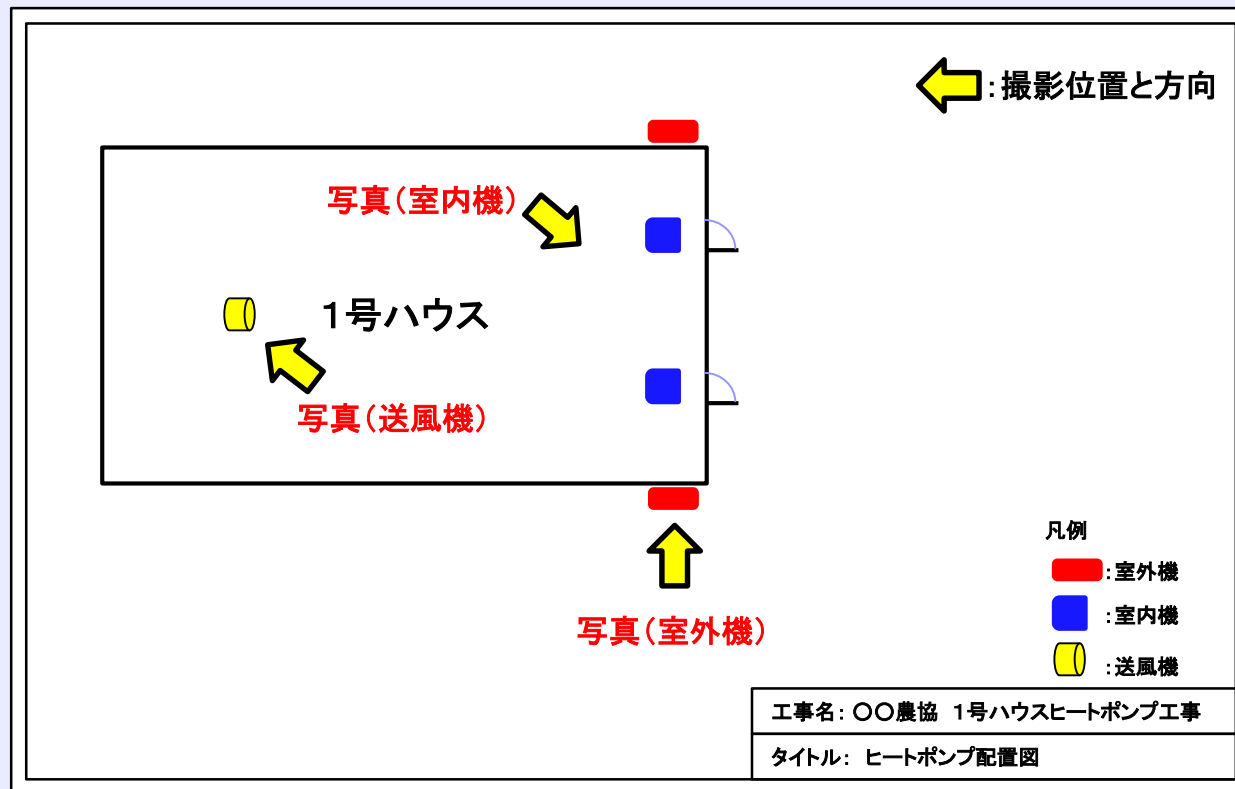 :撮影位置と方向
写真(室内機)
1号ハウス
写真(送風機)
写真(室外機)
凡例
:室外機
:室内機
:送風機
工事名: 〇〇農協 1号ハウスヒートポンプ工事
タイトル: ヒートポンプ配置図